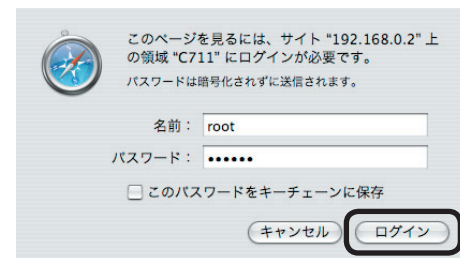 このページを見るには、サイト “192.168.0.2” 上
の領域 “C711” にログインが必要です。
パスワードは暗号化されずに送信されます。
名前： root
パスワード： ••••••
このパスワードをキーチェーンに保存
キャンセル ログイン